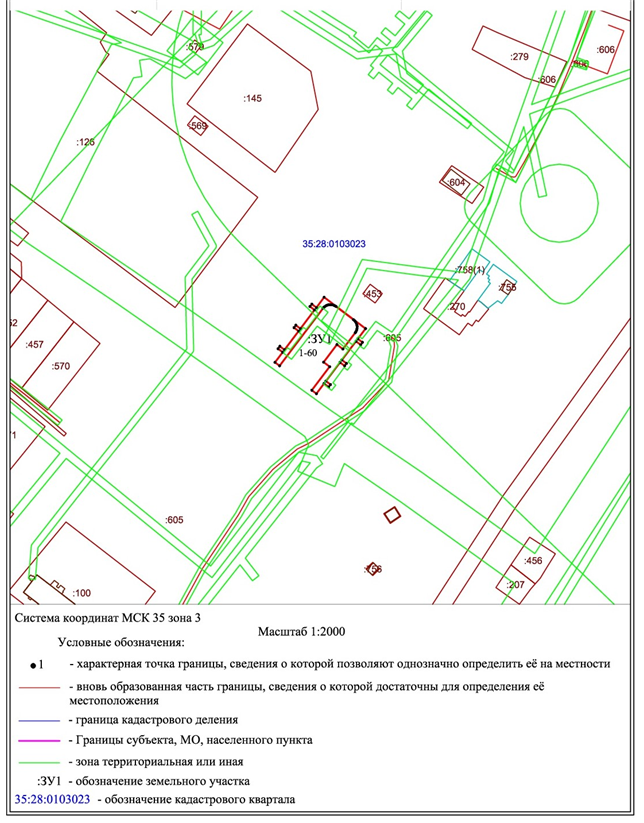 :579
:279
:606
:606
:606
:145
:569
:126
:604
35:28:0103023
:758(1)
:755
:453
:270
:ЗУ1
:605
1-60
:457
:570
:605
:456
:207
:100
Система координат МСК 35 зона 3
Масштаб 1:2000
Условные обозначения:
1 - характерная точка границы, сведения о которой позволяют однозначно определить её на местности
- вновь образованная часть границы, сведения о которой достаточны для определения её
местоположения
- граница кадастрового деления
- Границы субъекта, МО, населенного пункта
- зона территориальная или иная
:ЗУ1 - обозначение земельного участка
35:28:0103023 - обозначение кадастрового квартала